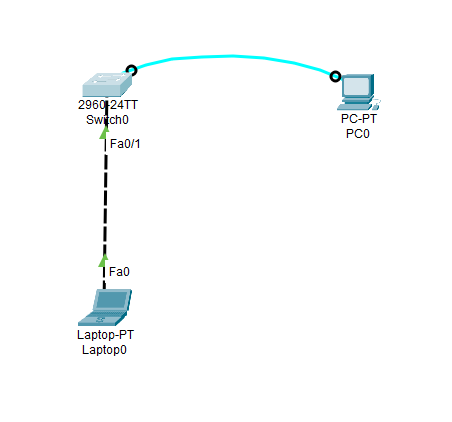 2960-24TT
Switch0
Fa0/1
PC-PT
PC0
Fa0
Laptop-PT
Laptop0